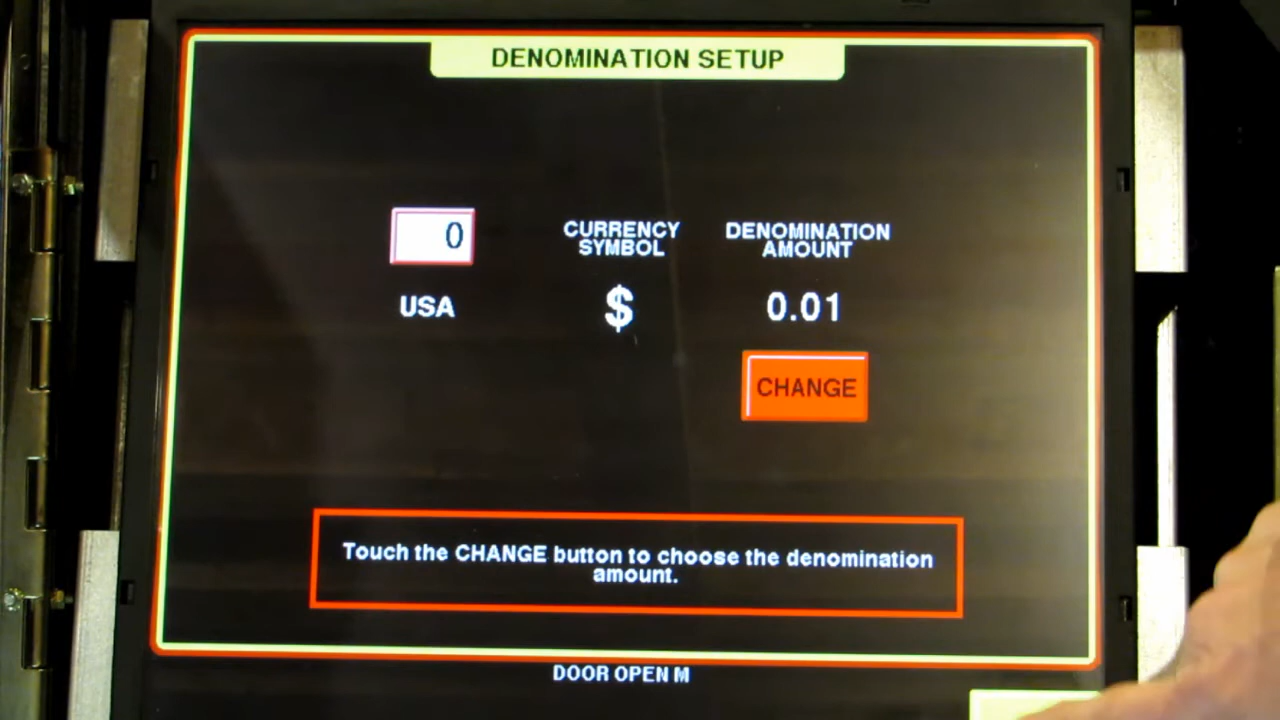 DENOMINATION SETUP
0
CURRENCY
SYMBOL
DENOMINATION
AMOUNT
USA
$
0.01
CHANGE
Touch the CHANGE button to choose the denomination
amount.
DOOR OPEN M